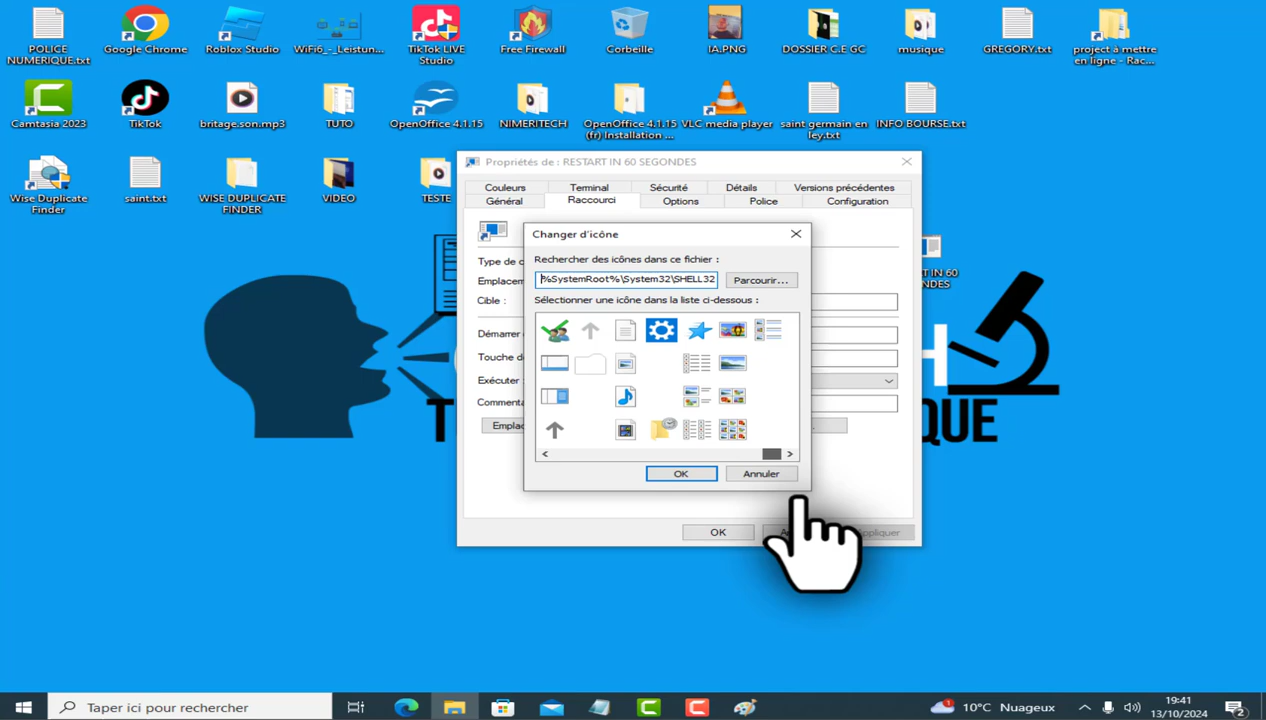 POLICE
NUMERIQUE.txt
Google Chrome
Roblox Studio
WiFi6_-_Leistun...
TikTok LIVE
Studio
Free Firewall
Corbeille
IA.PNG
DOSSIER C.E GC
musique
GREGORY.txt
project à mettre
en ligne - Rac...
Camtasia 2023
TikTok
britage.son.mp3
TUTO
OpenOffice 4.1.15
NIMERITECH
OpenOffice 4.1.15
(fr) Installation ...
VLC media player
saint germain en
ley.txt
INFO BOURSE.txt
Wise Duplicate
Finder
saint.txt
WISE DUPLICATE
FINDER
VIDEO
TESTE
Propriétés de : RESTART IN 60 SEGONDES
Couleurs
Terminal
Sécurité
Détails
Versions précédentes
Général
Raccourci
Options
Police
Configuration
Changer d'icône
Rechercher des icônes dans ce fichier :
%SystemRoot%\System32\SHELL32
Parcourir...
Sélectionner une icône dans la liste ci-dessous :
OK
Annuler
Type de c
Emplacem
Cible :
Démarrer
Touche de
Exécuter :
Commenta
Emplac
OK
A
ppliquer
IN 60
ONDES
T
H
QUE
Taper ici pour rechercher
10°C Nuageux
19:41
13/10/2024
2